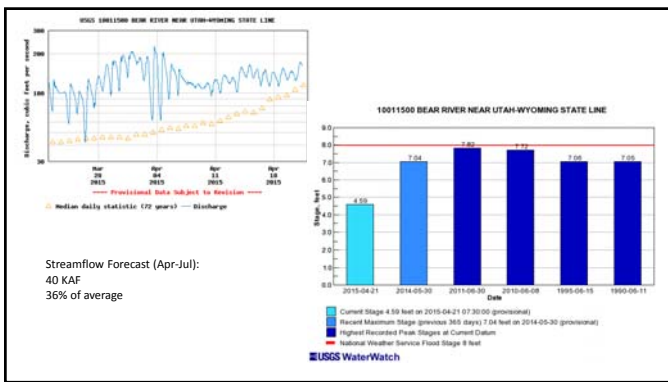 USGS 10011500 BEAR RIVER NEAR UTAH-WYOMING STATE LINE
Discharge, cubic feet per second
300
200
100
30
Mar 28 2015
Apr 04 2015
Apr 11 2015
Apr 18 2015
---- Provisional Data Subject to Revision ----
Median daily statistic (72 years)
Discharge
Streamflow Forecast (Apr-Jul):
40 KAF
36% of average
10011500 BEAR RIVER NEAR UTAH-WYOMING STATE LINE
Stage, feet
9.0
8.0
7.0
6.0
5.0
4.0
3.0
2.0
1.0
0.0
4.59
7.04
7.82
7.72
7.06
7.05
2015-04-21
2014-05-30
2011-06-30
2010-06-08
1995-06-15
1990-06-11
Date
Current Stage 4.59 feet on 2015-04-21 07:30:00 (provisional)
Recent Maximum Stage (previous 365 days) 7.04 feet on 2014-05-30 (provisional)
Highest Recorded Peak Stages at Current Datum
National Weather Service Flood Stage 8 feet
USGS WaterWatch